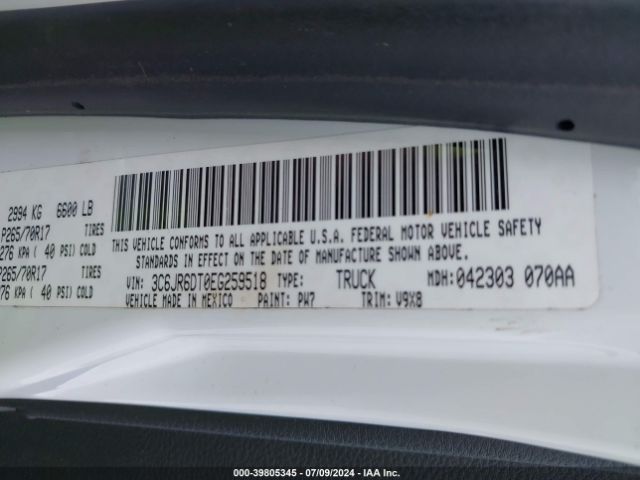 2994 KG 6600 LB
P265/70R17 TIRES
276 KPA ( 40 PSI) COLD
P265/70R17 TIRES
276 KPA ( 40 PSI) COLD
THIS VEHICLE CONFORMS TO ALL APPLICABLE U.S.A. FEDERAL MOTOR VEHICLE SAFETY
STANDARDS IN EFFECT ON THE DATE OF MANUFACTURE SHOWN ABOVE.
VIN: 3C6JR6DT0EG259518 TYPE: TRUCK MDH: 042303 070AA
VEHICLE MADE IN MEXICO PAINT: PW7 TRIM: V9X8
000-39805345 - 07/09/2024 - IAA Inc.